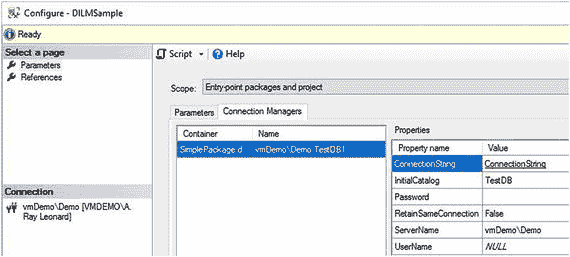 Configure - DILMSample
Ready
Select a page
Parameters
References
Script
Help
Scope: Entry-point packages and project
Parameters Connection Managers
Container Name
SimplePackage.d vmDemo\Demo.TestDB1
Properties
Property name Value
ConnectionString ConnectionString
InitialCatalog TestDB
Password
RetainSameConnection False
ServerName vmDemo\Demo
UserName NULL
Connection
vmDemo\Demo [VMDEMO\A.
Ray Leonard]